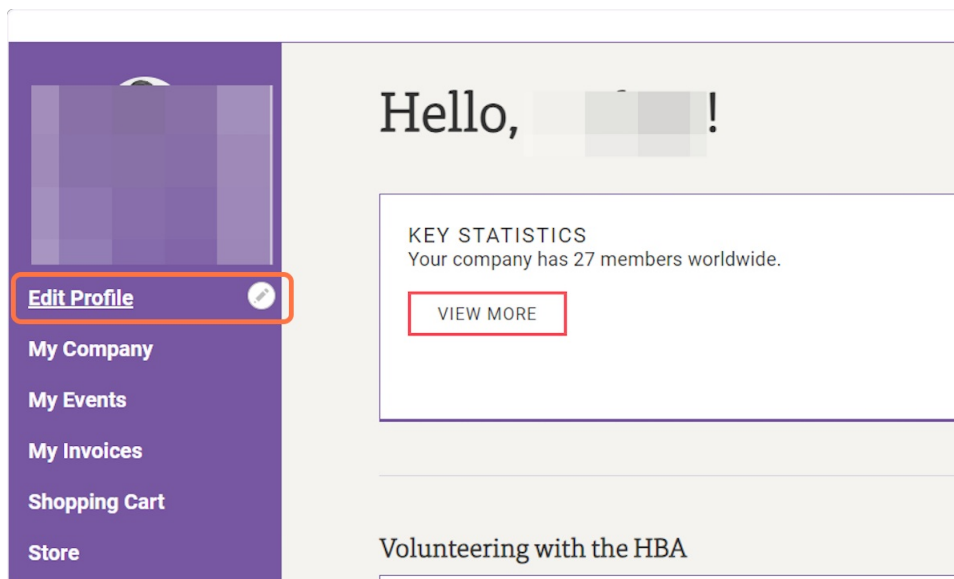 Hello, !
KEY STATISTICS
Your company has 27 members worldwide.
VIEW MORE
Edit Profile
My Company
My Events
My Invoices
Shopping Cart
Store
Volunteering with the HBA